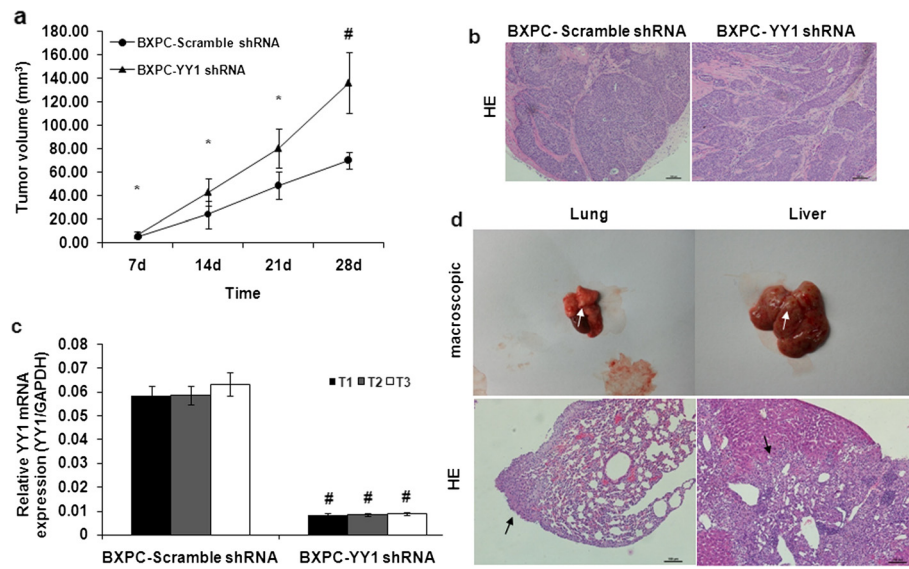 a
180.00
160.00
140.00
120.00
100.00
80.00
60.00
40.00
20.00
0.00
Tumor volume (mm³)
BXPC-Scramble shRNA
BXPC-YY1 shRNA
*
*
*
#
7d
14d
21d
28d
Time
b
BXPC- Scramble shRNA
BXPC-YY1 shRNA
HE
c
0.08
0.07
0.06
0.05
0.04
0.03
0.02
0.01
0
Relative YY1 mRNA
expression (YY1/GAPDH)
T1 T2 T3
# # #
BXPC-Scramble shRNA
BXPC-YY1 shRNA
d
Lung
Liver
macroscopic
HE